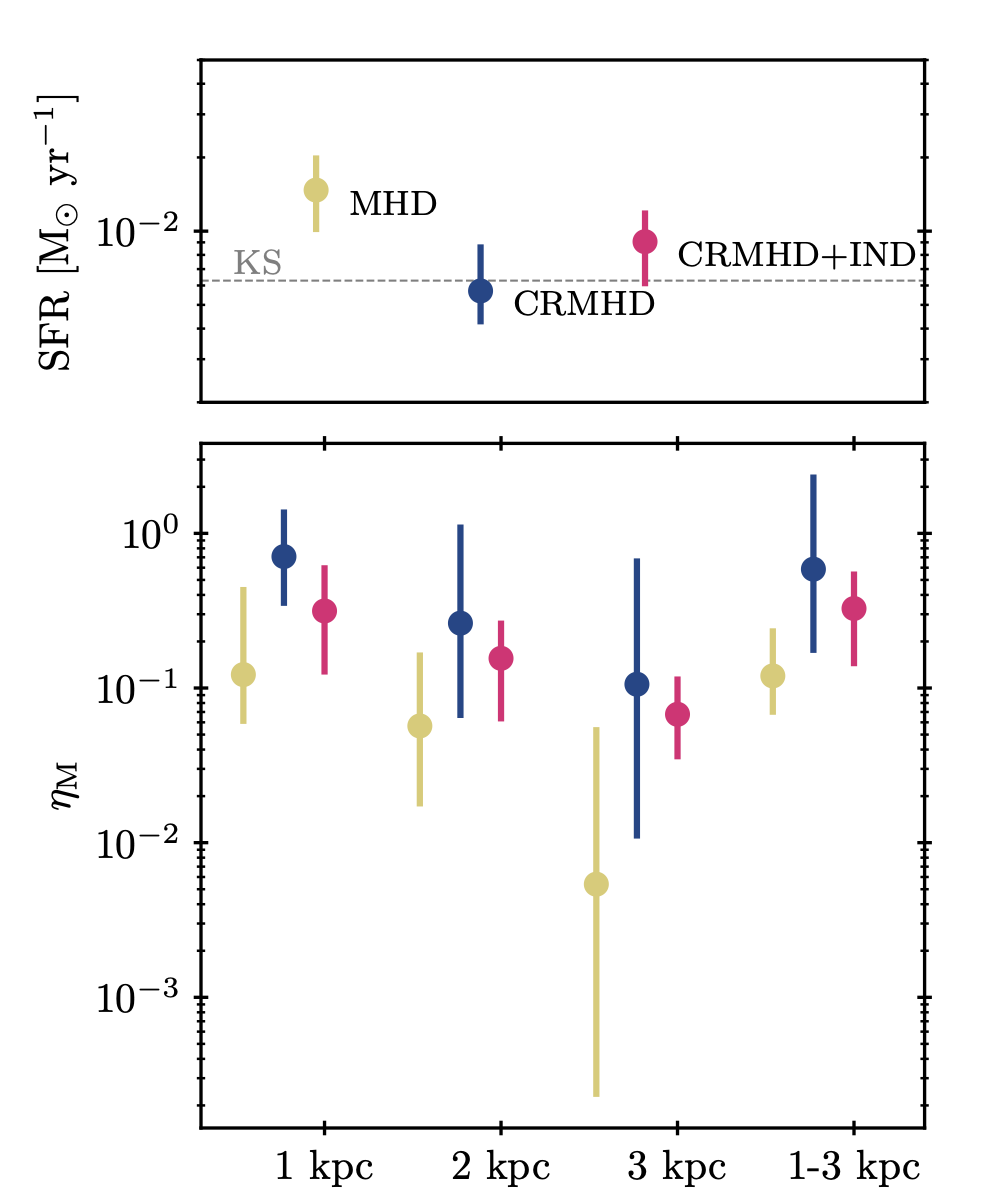 SFR [M⊙ yr⁻¹]
10⁻²
MHD
KS
CRMHD+IND
CRMHD
ηM
10⁰
10⁻¹
10⁻²
10⁻³
1 kpc 2 kpc 3 kpc 1-3 kpc